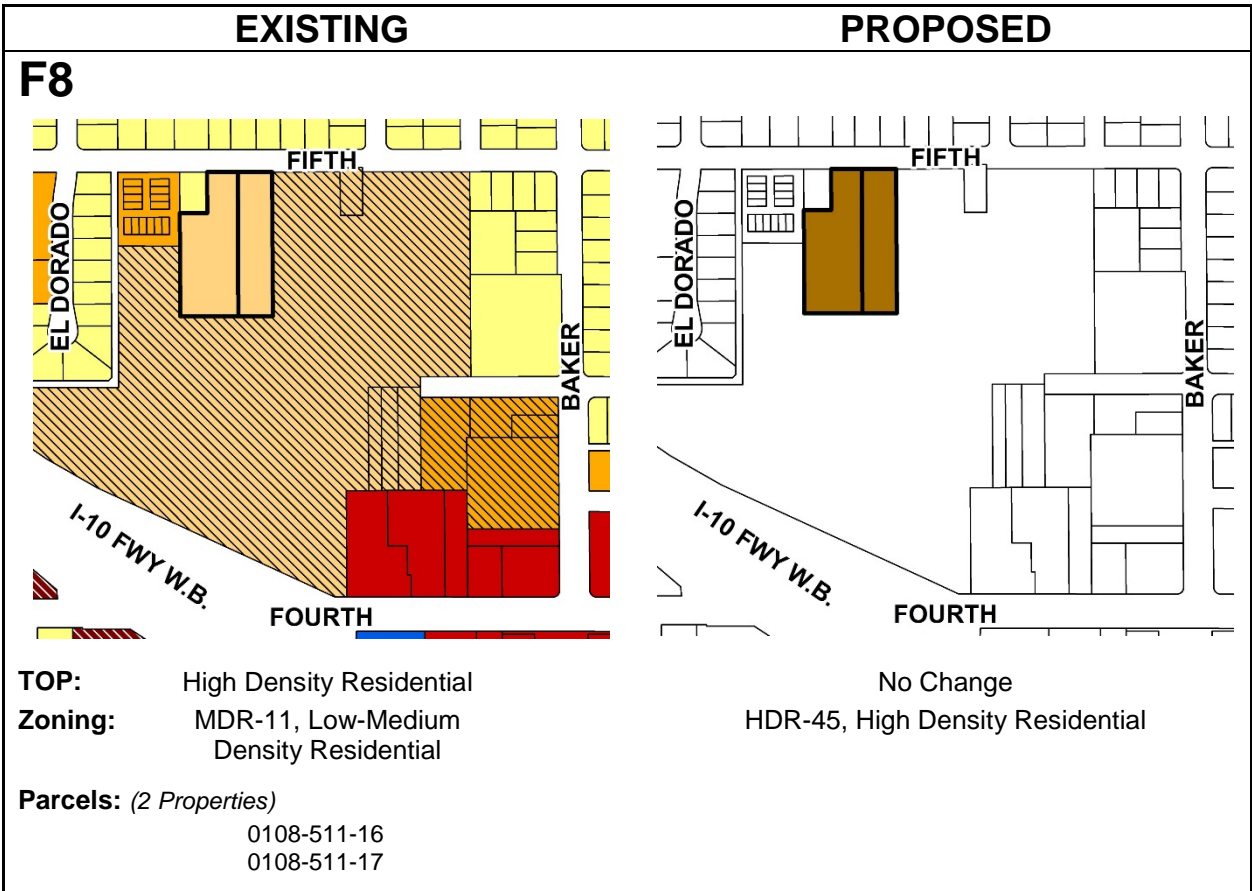 EXISTING
PROPOSED
F8
FIFTH
EL DORADO
BAKER
I-10 FWY W.B.
FOURTH
FIFTH
EL DORADO
BAKER
I-10 FWY W.B.
FOURTH
TOP: High Density Residential
No Change
Zoning: MDR-11, Low-Medium
Density Residential
HDR-45, High Density Residential
Parcels: (2 Properties)
0108-511-16
0108-511-17